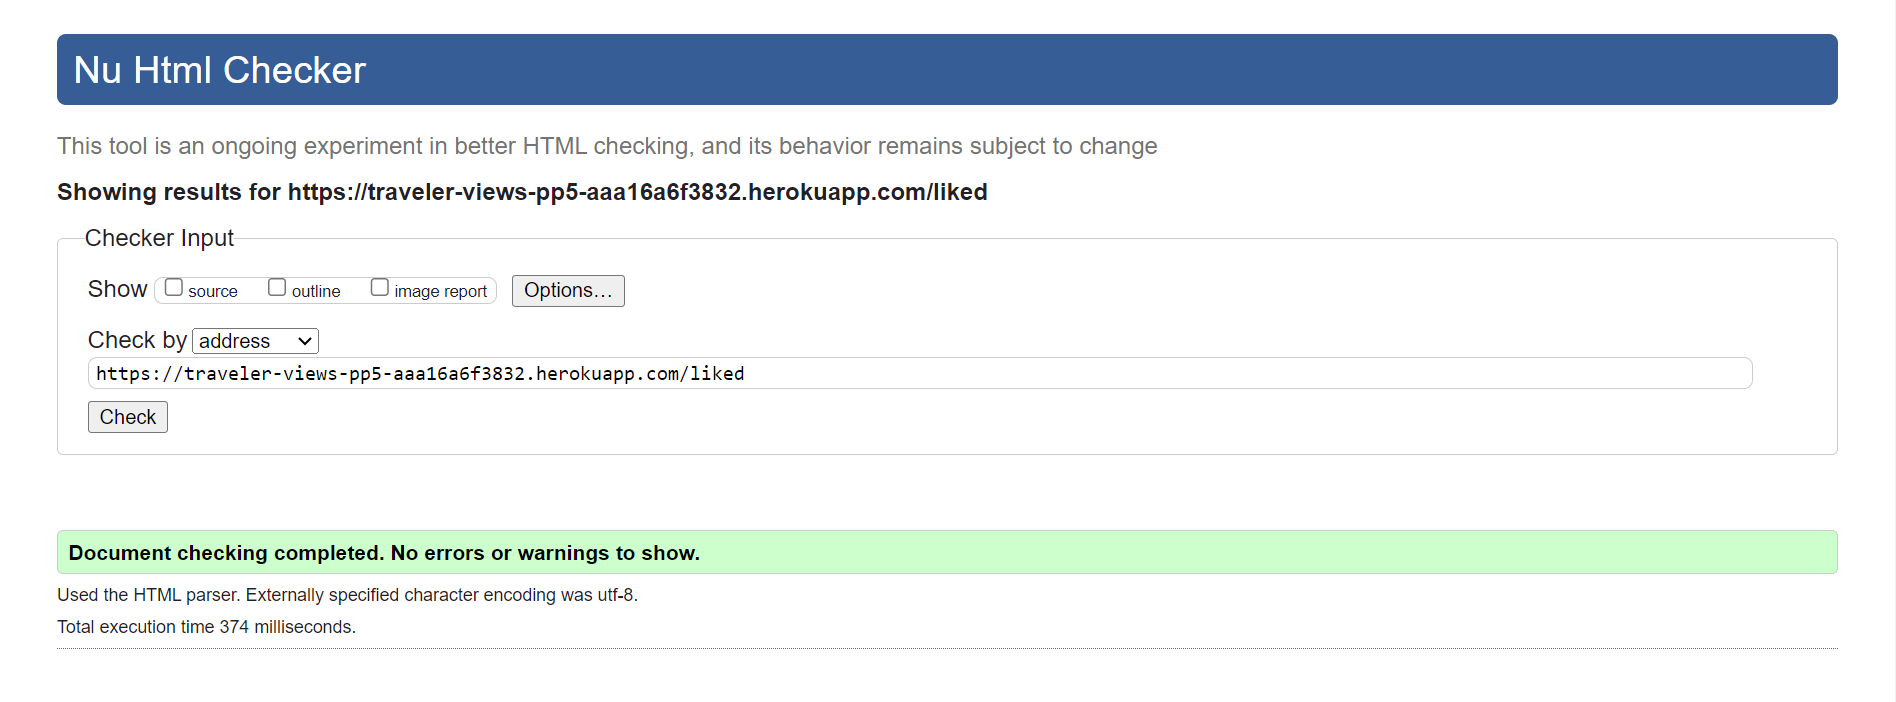 Nu Html Checker
This tool is an ongoing experiment in better HTML checking, and its behavior remains subject to change
Showing results for https://traveler-views-pp5-aaa16a6f3832.herokuapp.com/liked
Checker Input
Show source outline image report Options...
Check by address
https://traveler-views-pp5-aaa16a6f3832.herokuapp.com/liked
Check
Document checking completed. No errors or warnings to show.
Used the HTML parser. Externally specified character encoding was utf-8.
Total execution time 374 milliseconds.